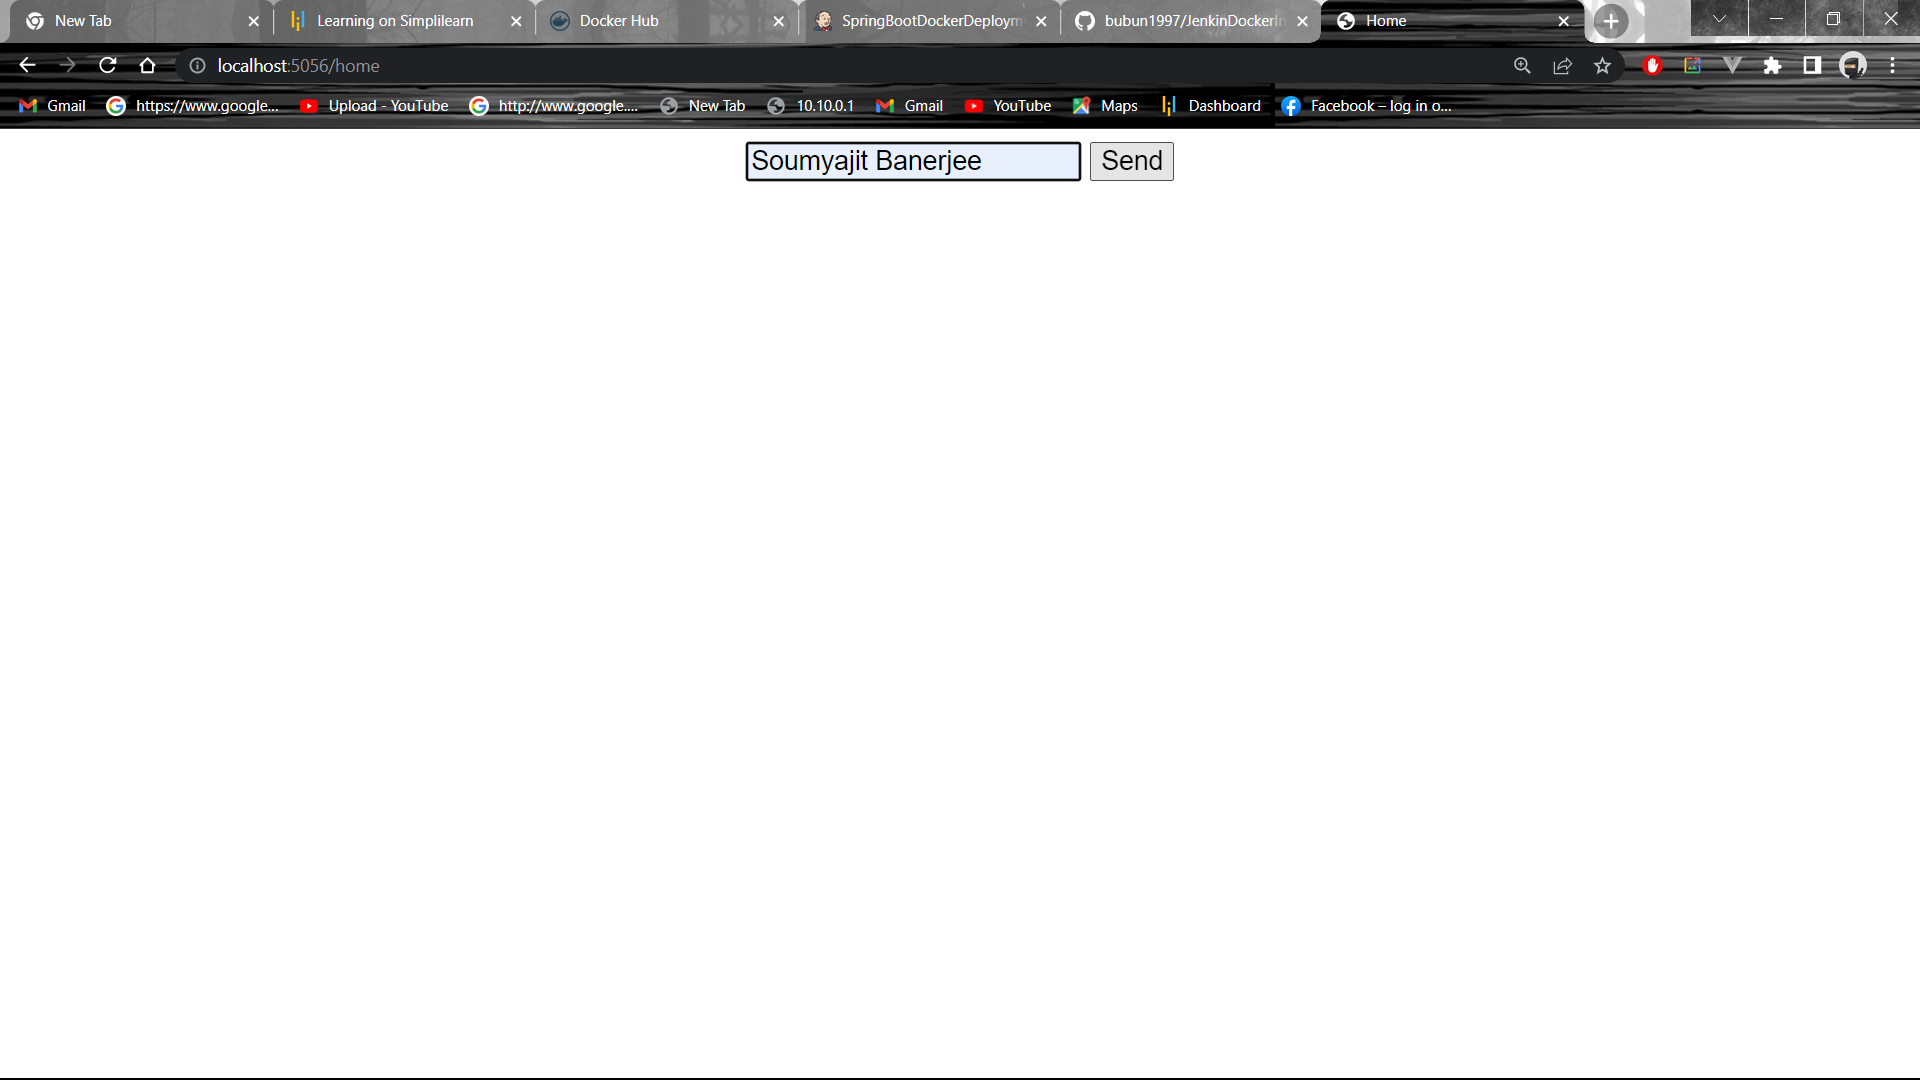 New Tab
Learning on Simplilearn
Docker Hub
SpringBootDockerDeploym
bubun1997/JenkinDockerIn
Home
localhost:5056/home
Gmail
https://www.google...
Upload - YouTube
http://www.google....
New Tab
10.10.0.1
Gmail
YouTube
Maps
Dashboard
Facebook – log in o...
Soumyajit Banerjee
Send